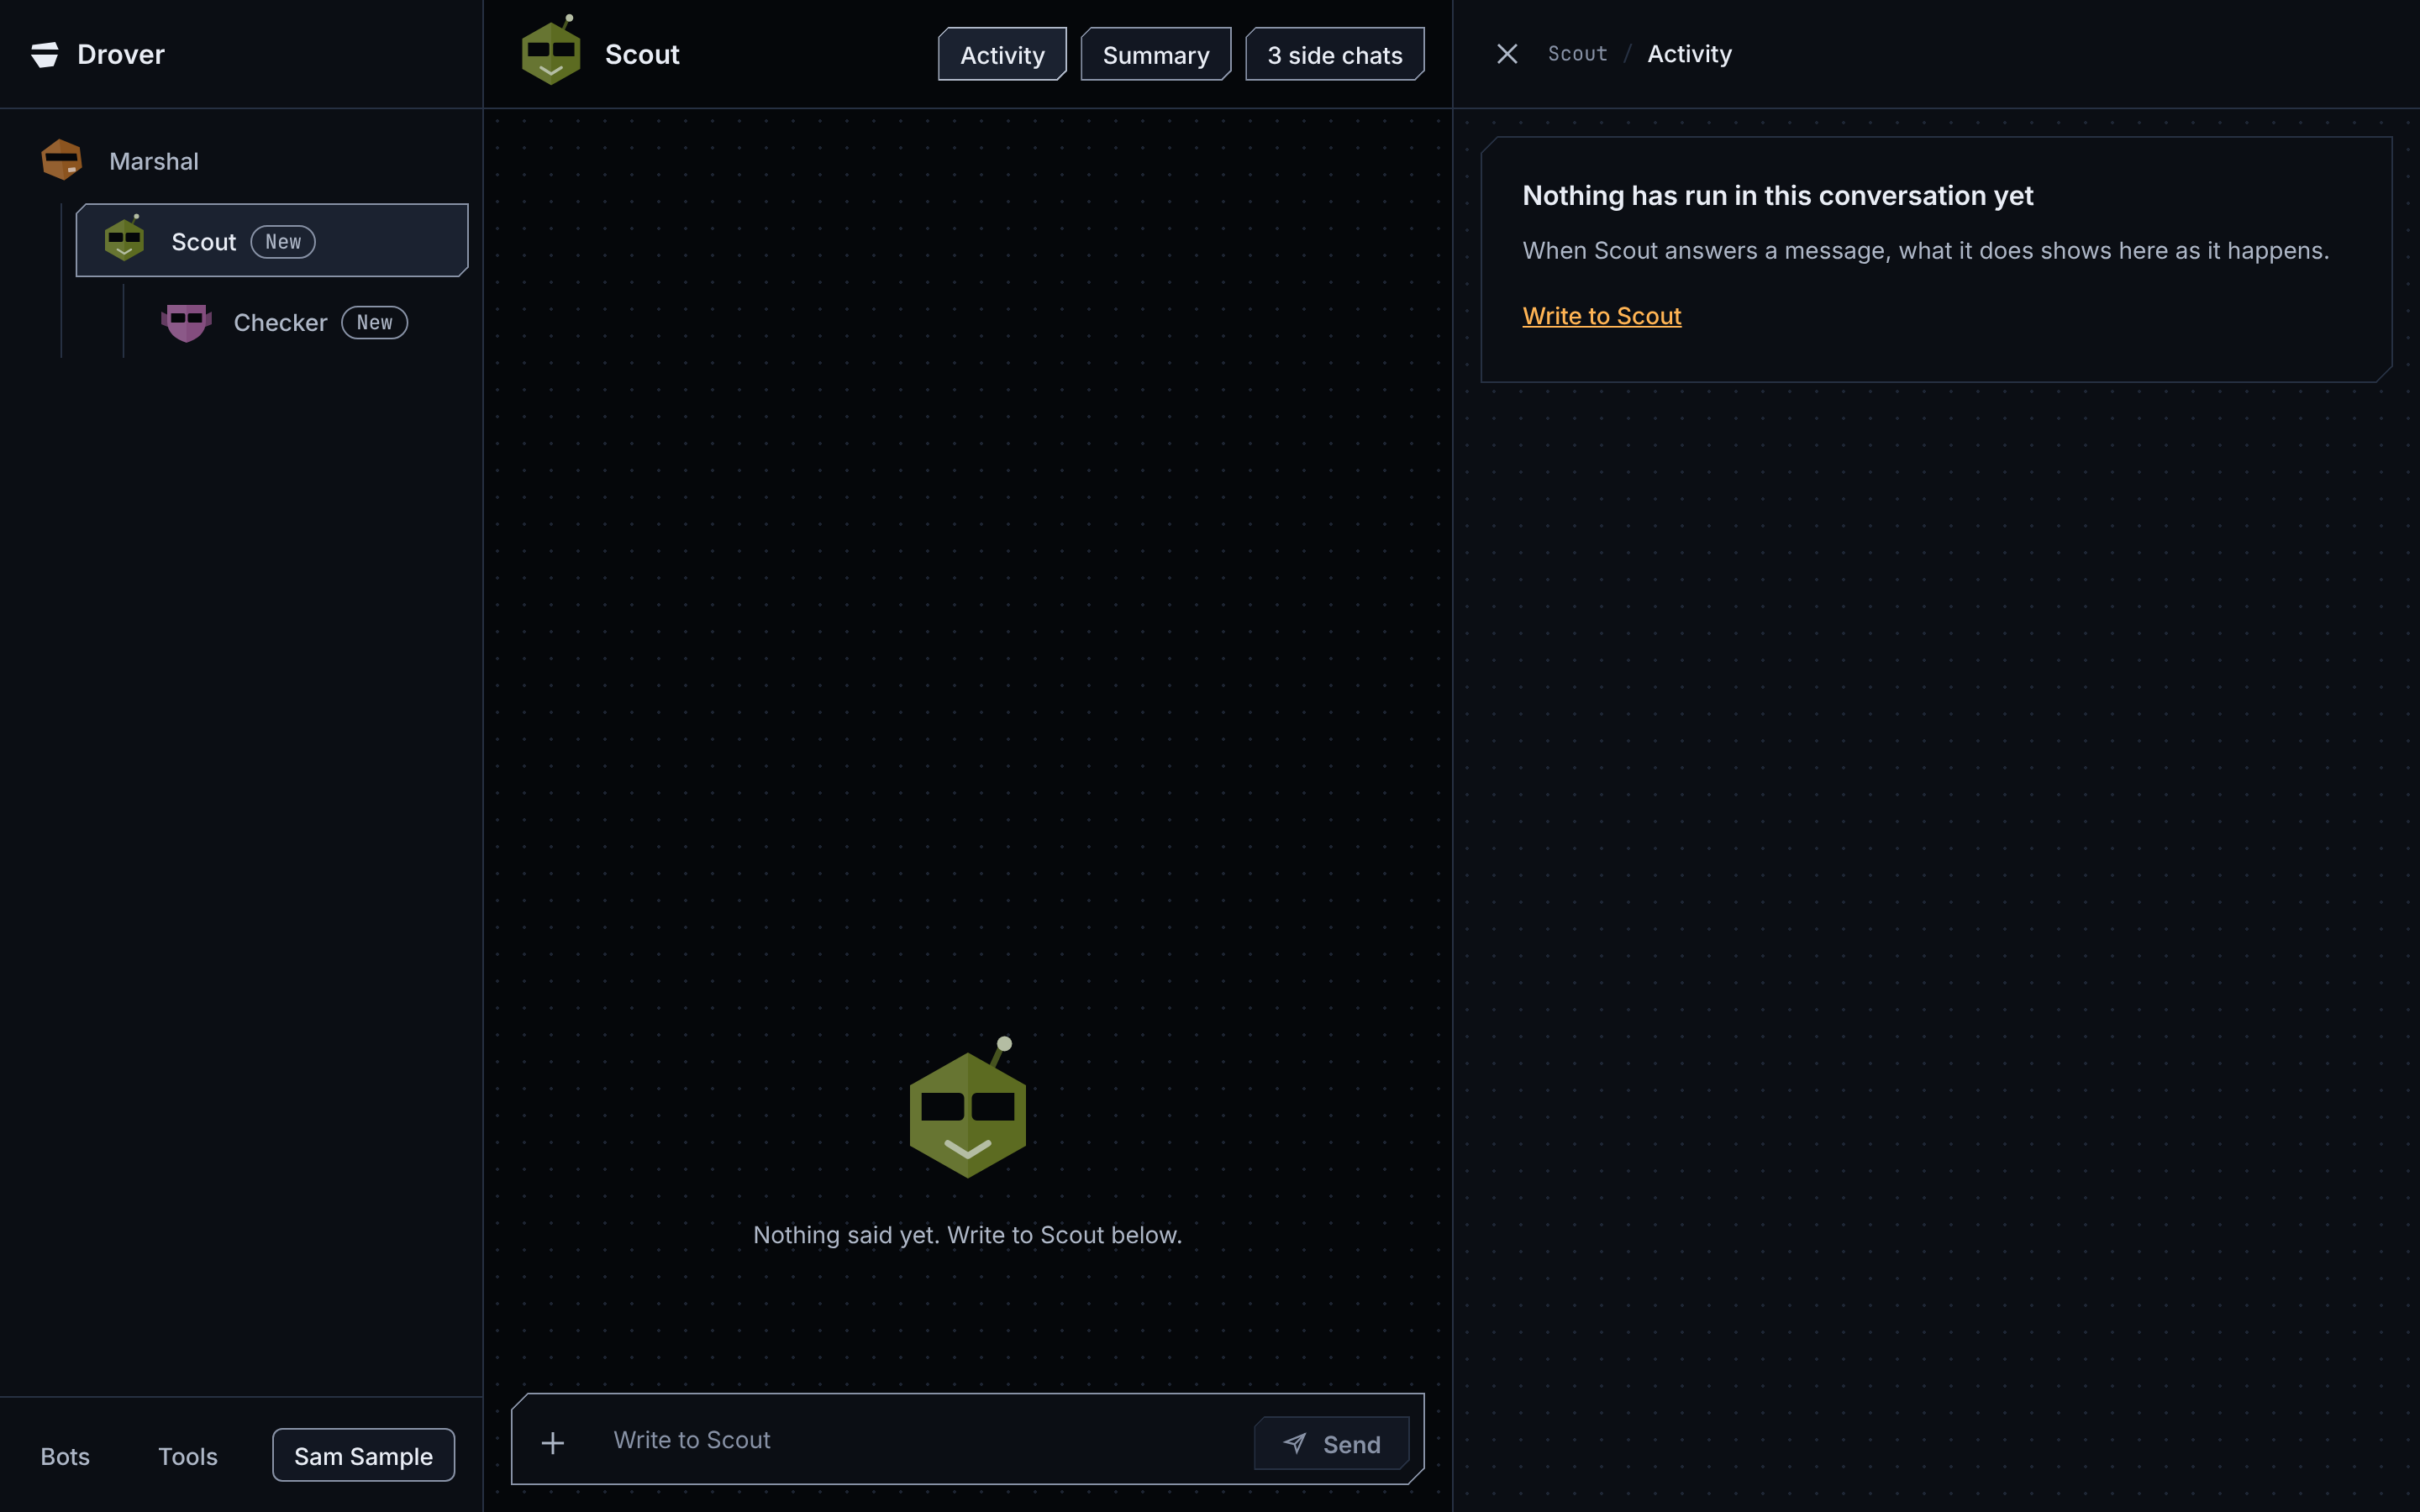 Drover
Marshal
Scout New
Checker New
Bots Tools Sam Sample
Scout
Activity Summary 3 side chats
Nothing said yet. Write to Scout below.
Write to Scout
Send
Scout / Activity
Nothing has run in this conversation yet
When Scout answers a message, what it does shows here as it happens.
Write to Scout